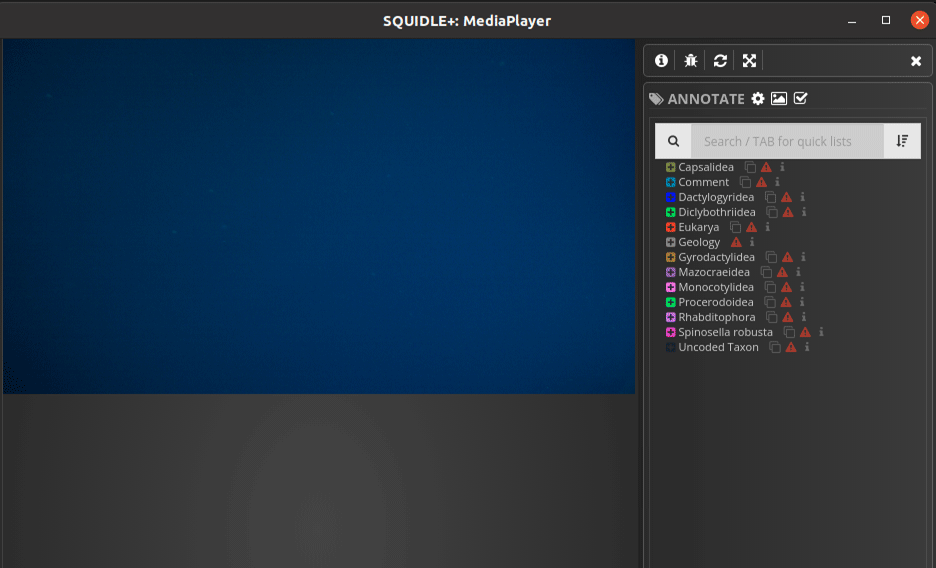 SQUIDLE+: MediaPlayer
ANNOTATE
Search / TAB for quick lists
Capsalidea
Comment
Dactylogyridea
Diclybothriidea
Eukarya
Geology
Gyrodactylidea
Mazocraeidea
Monocotylidea
Procerodoidea
Rhabditophora
Spinosella robusta
Uncoded Taxon